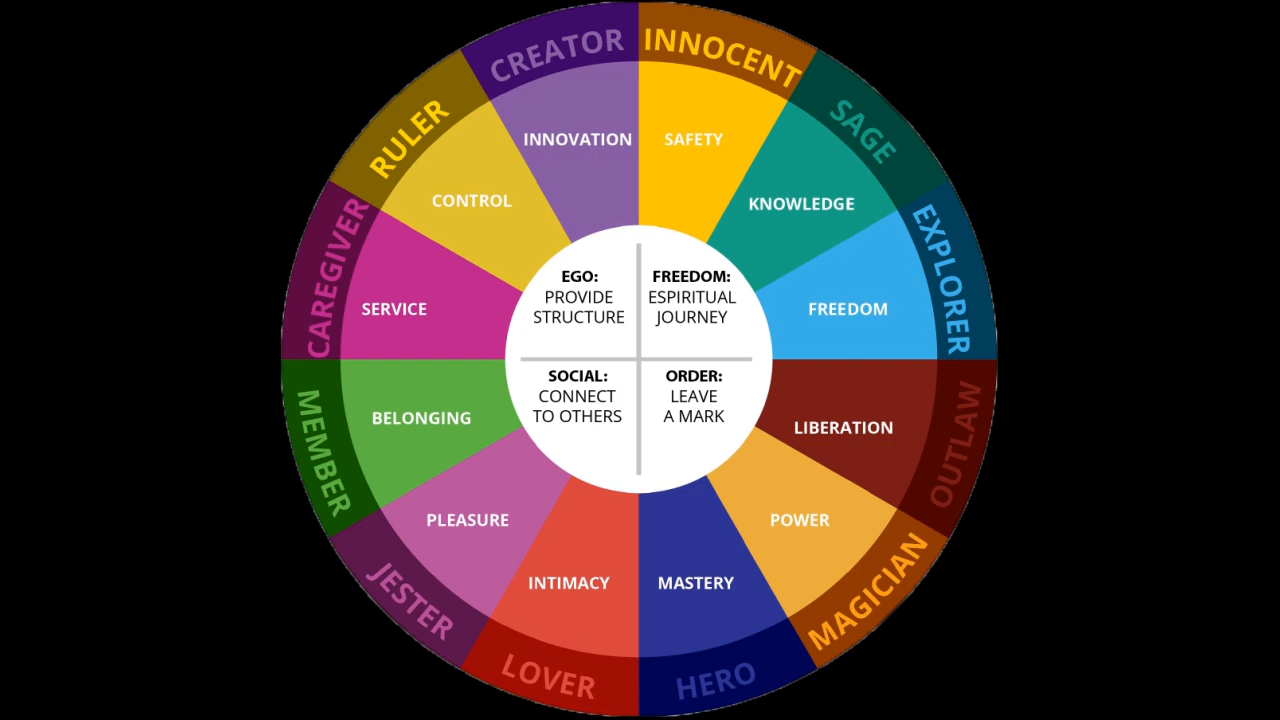 CREATOR
INNOCENT
SAGE
EXPLORER
OUTLAW
MAGICIAN
HERO
LOVER
JESTER
MEMBER
CAREGIVER
RULER
INNOVATION
SAFETY
KNOWLEDGE
FREEDOM
LIBERATION
POWER
MASTERY
INTIMACY
PLEASURE
BELONGING
SERVICE
CONTROL
EGO:
PROVIDE
STRUCTURE
FREEDOM:
ESPIRITUAL
JOURNEY
SOCIAL:
CONNECT
TO OTHERS
ORDER:
LEAVE
A MARK